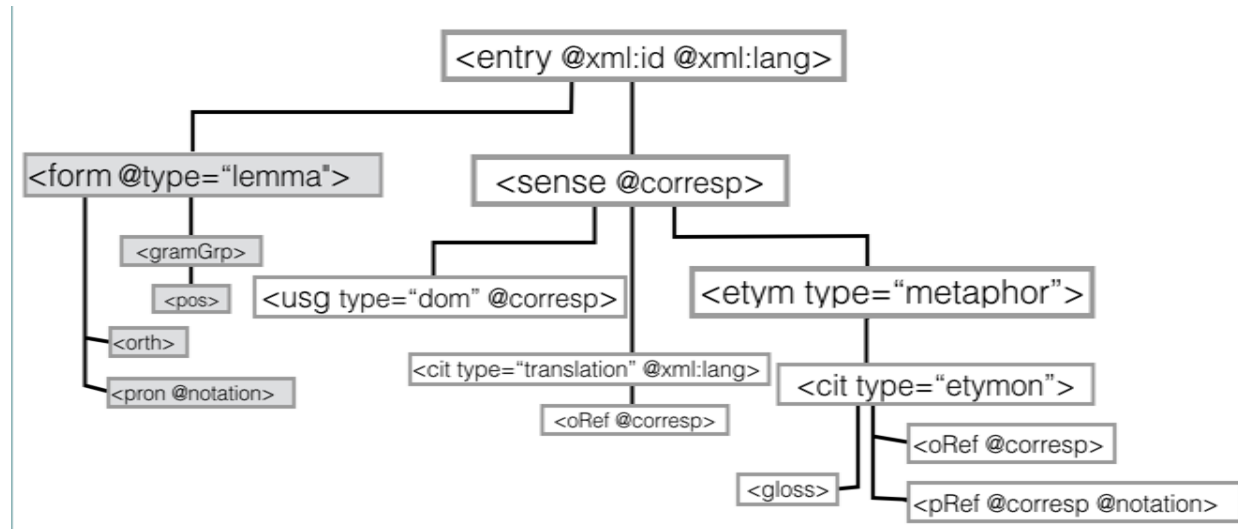 <entry @xml:id @xml:lang>
<form @type=“lemma">
<sense @corresp>
<gramGrp>
<pos>
<usg type=“dom” @corresp>
<etym type=“metaphor”>
<orth>
<pron @notation>
<cit type=“translation” @xml:lang>
<cit type=“etymon”>
<oRef @corresp>
<oRef @corresp>
<gloss>
<pRef @corresp @notation>